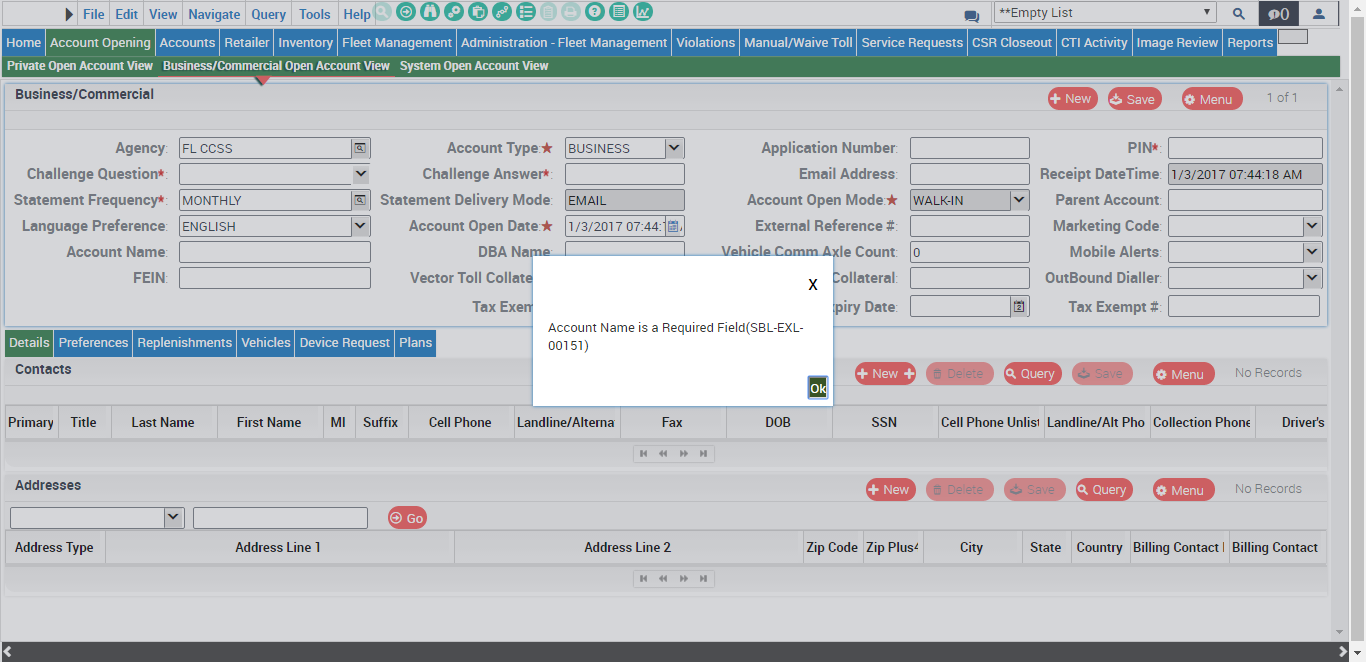 File Edit View Navigate Query Tools Help **Empty List 0
Home Account Opening Accounts Retailer Inventory Fleet Management Administration - Fleet Management Violations Manual/Waive Toll Service Requests CSR Closeout CTI Activity Image Review Reports
Private Open Account View Business/Commercial Open Account View System Open Account View
Business/Commercial New Save Menu 1 of 1
Agency: FL CCSS Account Type:★ BUSINESS Application Number: PIN*:
Challenge Question*: Challenge Answer*: Email Address: Receipt DateTime: 1/3/2017 07:44:18 AM
Statement Frequency*: MONTHLY Statement Delivery Mode: EMAIL Account Open Mode:★ WALK-IN Parent Account:
Language Preference: ENGLISH Account Open Date:★ 1/3/2017 07:44: External Reference #: Marketing Code:
Account Name: DBA Name: Vehicle Comm Axle Count: 0 Mobile Alerts:
FEIN: Vector Toll Collate Collateral: OutBound Dialler:
Tax Exem piry Date: Tax Exempt #:
X
Account Name is a Required Field(SBL-EXL-
00151)
Ok
Details Preferences Replenishments Vehicles Device Request Plans
Contacts New Delete Query Save Menu No Records
Primary Title Last Name First Name MI Suffix Cell Phone Landline/Alterna Fax DOB SSN Cell Phone Unlist Landline/Alt Pho Collection Phone Driver's
Addresses New Delete Save Query Menu No Records
Go
Address Type Address Line 1 Address Line 2 Zip Code Zip Plus4 City State Country Billing Contact Billing Contact